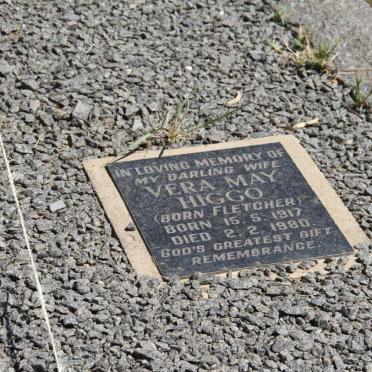 IN LOVING MEMORY OF
MY DARLING WIFE
VERA MAY
HIGGO
(BORN FLETCHER)
BORN 15. 5. 1917
DIED 2. 2. 1980
GOD'S GREATEST GIFT
REMEMBRANCE.